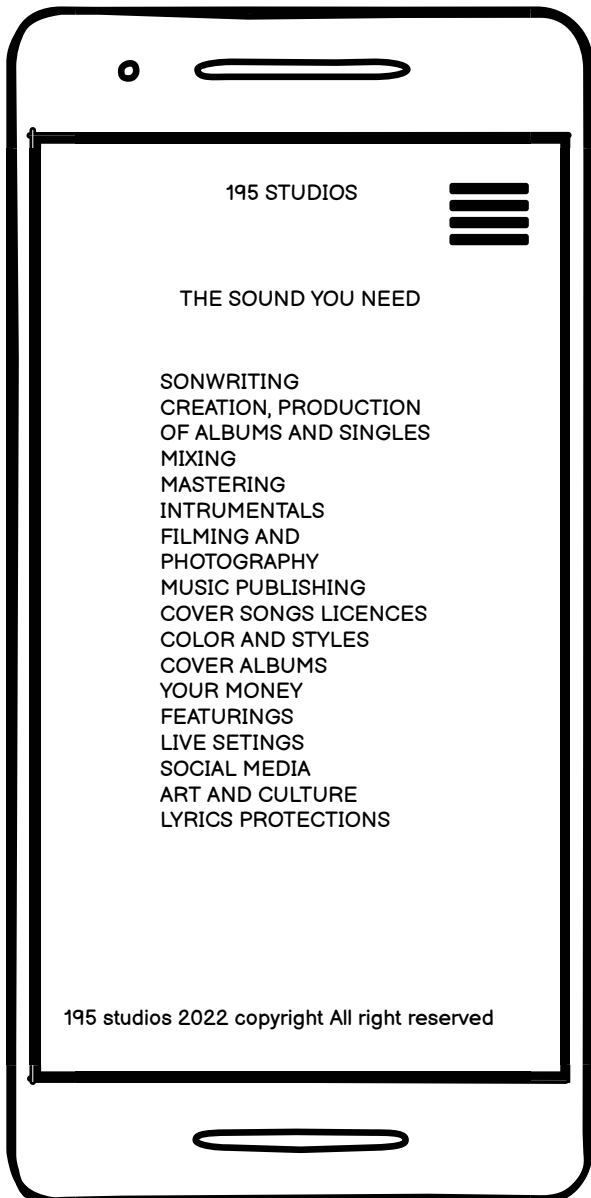 195 STUDIOS
THE SOUND YOU NEED
SONWRITING
CREATION, PRODUCTION
OF ALBUMS AND SINGLES
MIXING
MASTERING
INTRUMENTALS
FILMING AND
PHOTOGRAPHY
MUSIC PUBLISHING
COVER SONGS LICENCES
COLOR AND STYLES
COVER ALBUMS
YOUR MONEY
FEATURINGS
LIVE SETINGS
SOCIAL MEDIA
ART AND CULTURE
LYRICS PROTECTIONS
195 studios 2022 copyright All right reserved